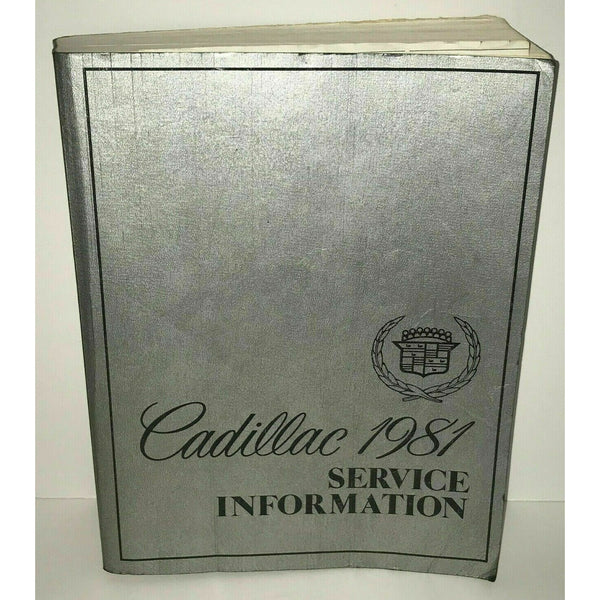 Cadillac 1981
SERVICE
INFORMATION